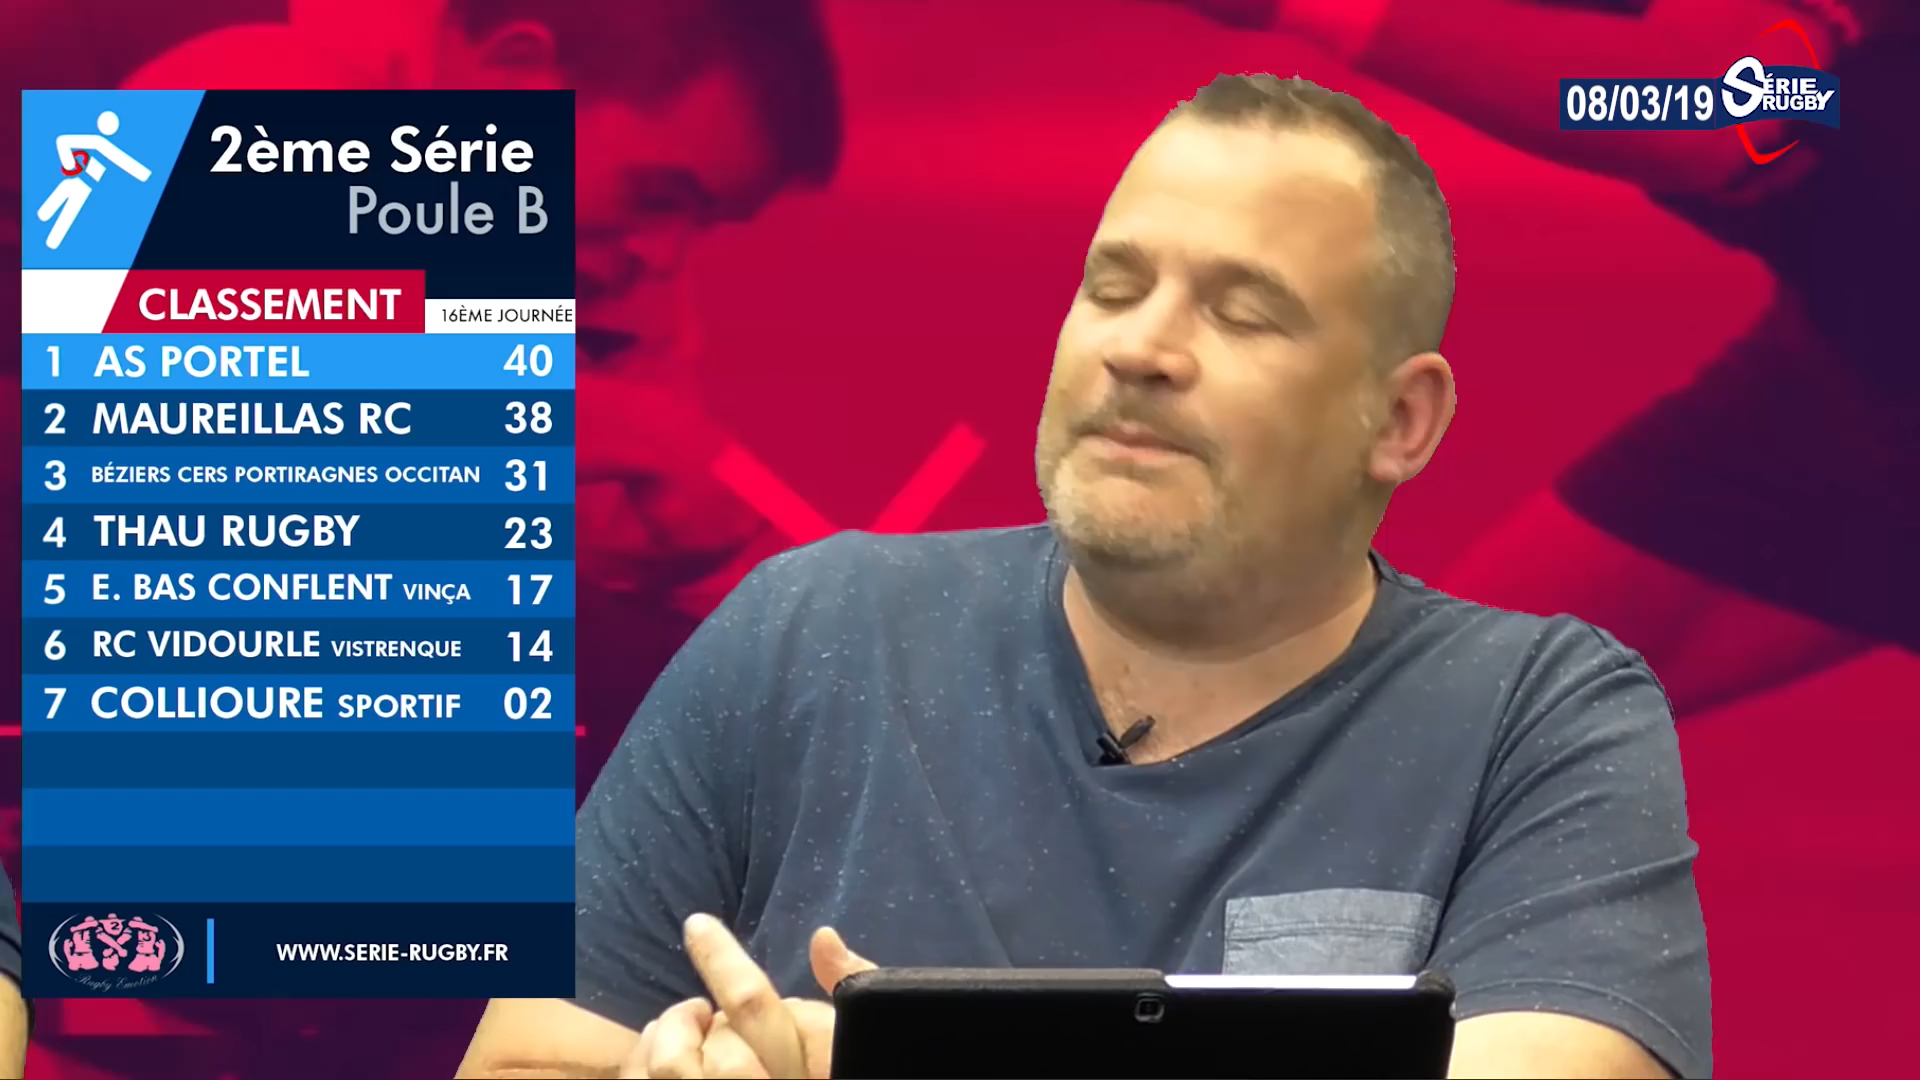 2ème Série
Poule B
CLASSEMENT
16ÈME JOURNÉE
1 AS PORTEL 40
2 MAUREILLAS RC 38
3 BÉZIERS CERS PORTIRAGNES OCCITAN 31
4 THAU RUGBY 23
5 E. BAS CONFLENT VINÇA 17
6 RC VIDOURLE VISTRENQUE 14
7 COLLIOURE SPORTIF 02
Rugby Emotion
WWW.SERIE-RUGBY.FR
08/03/19
SÉRIE
RUGBY